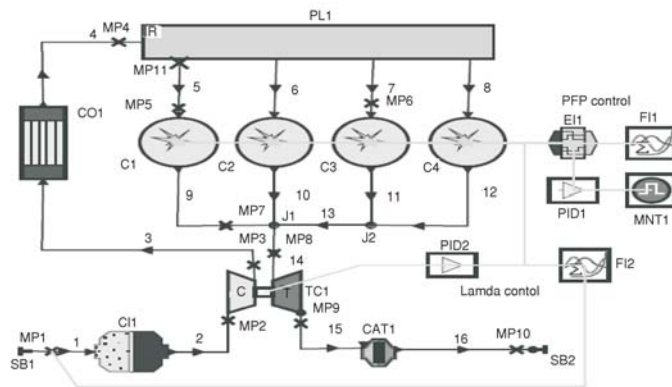 PL1
4 MP4 IR
MP11
5 6 7 8 PFP control
MP5 MP6 EI1 FI1
CO1
C1 C2 C3 C4
9 10 11 12 PID1 MNT1
MP7 J1 13 J2
3 MP3 MP8
14 PID2 FI2
C T TC1
Lamda contol
MP9
CI1 MP2 15 CAT1
MP1 1 2 16 MP10
SB1 SB2